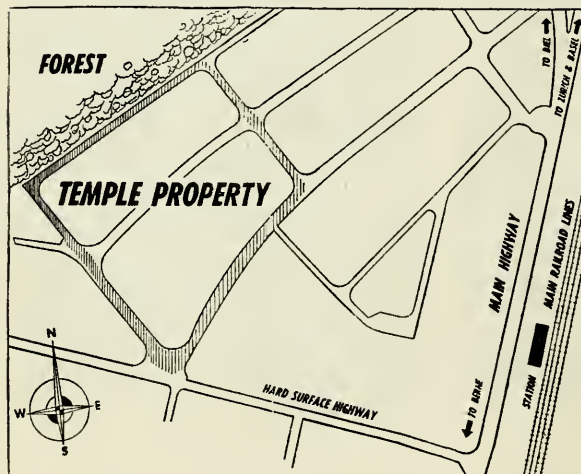 FOREST
TO BIEL
TO ZURICH & BASEL
TEMPLE PROPERTY
MAIN HIGHWAY
MAIN RAILROAD LINES
STATION
N
W
E
S
HARD SURFACE HIGHWAY
TO BERNE